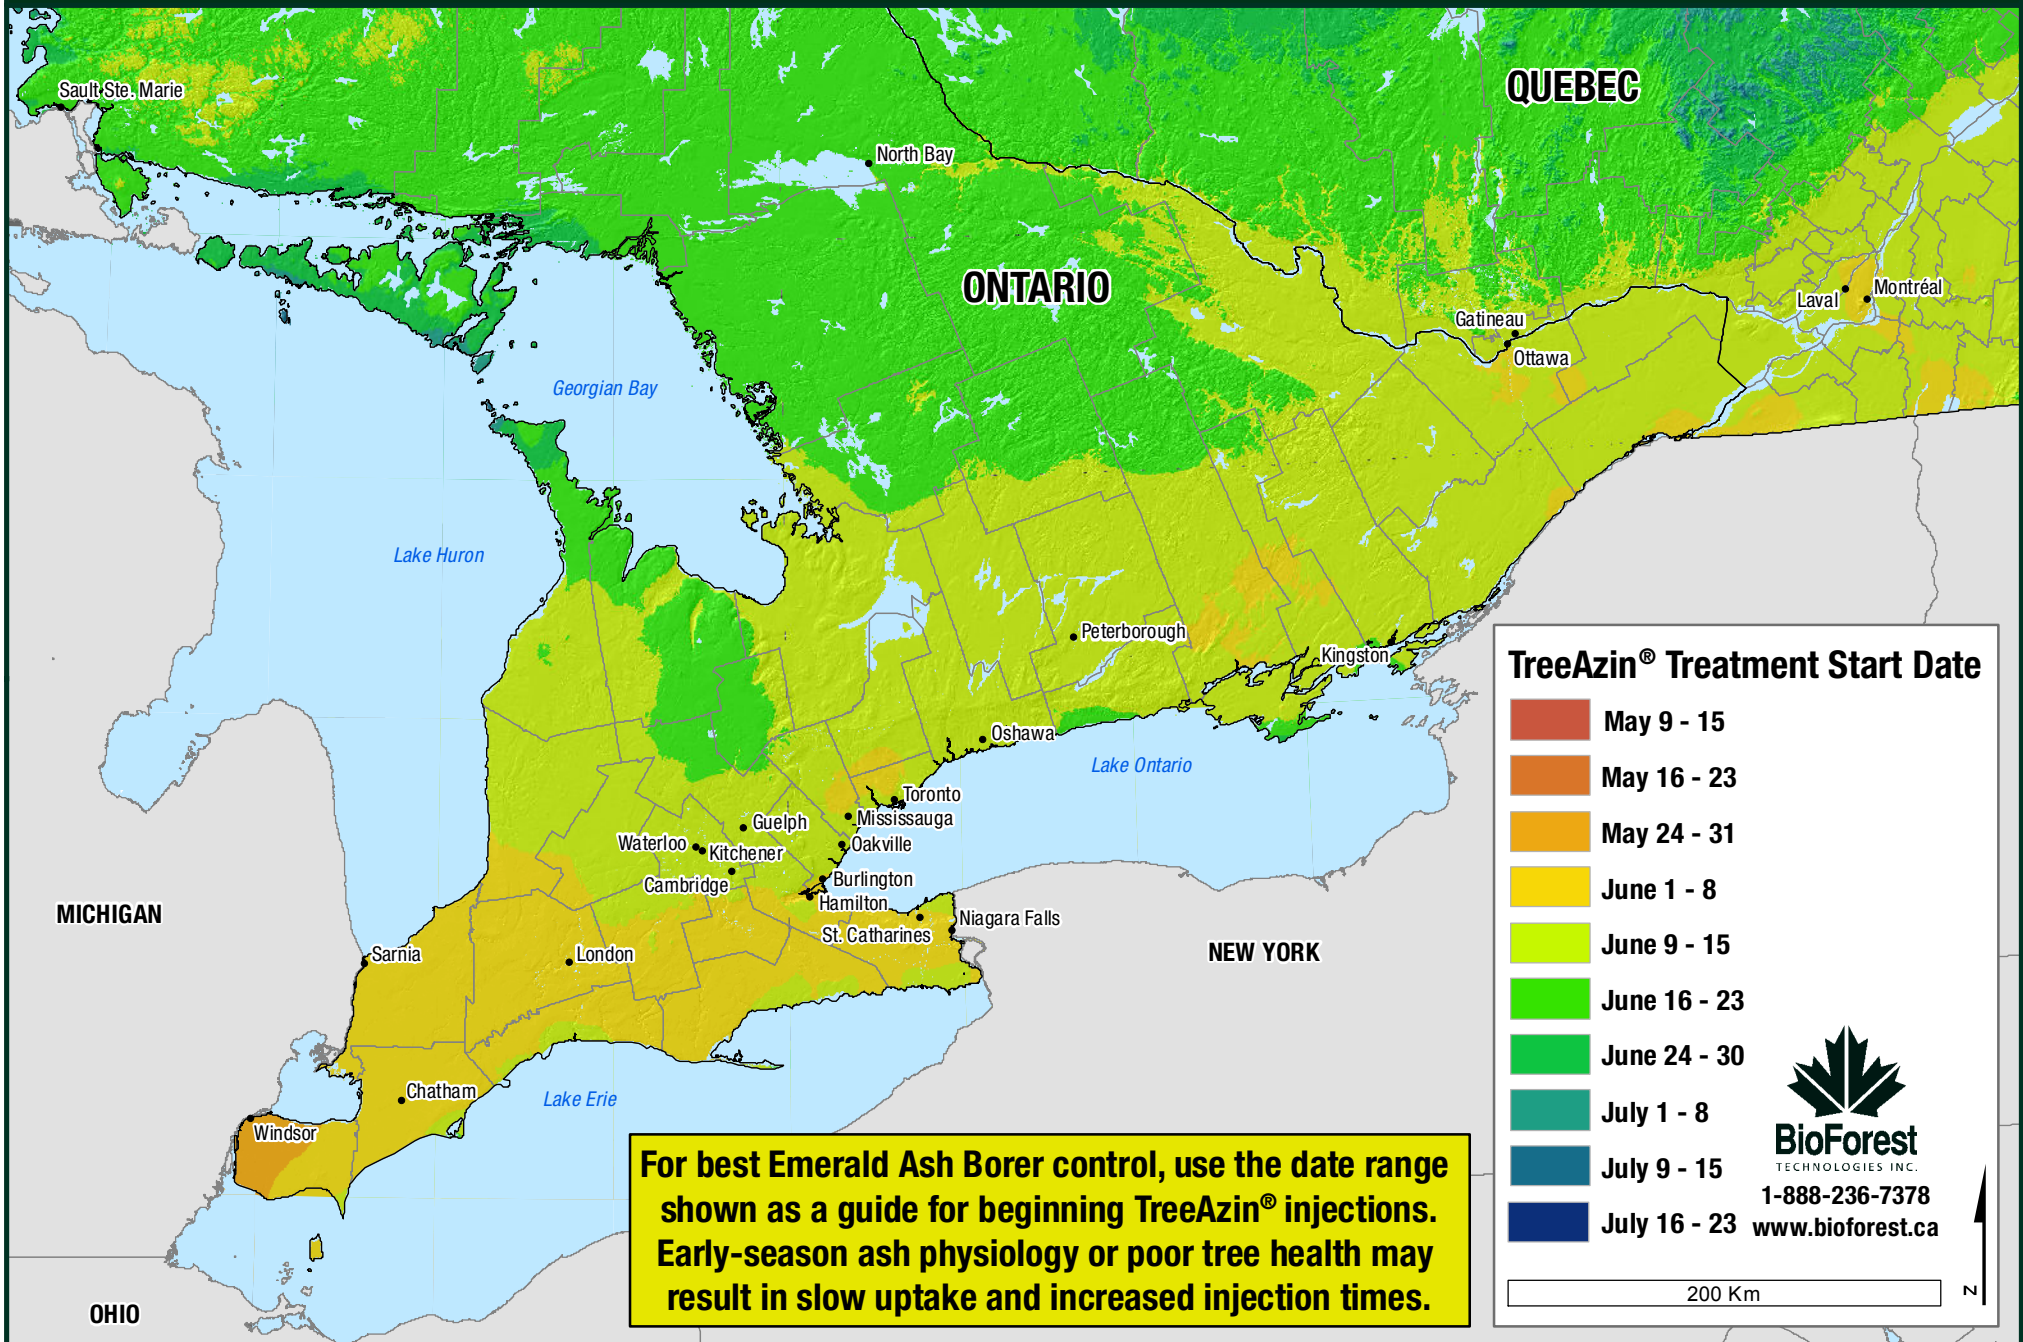 QUEBEC
Sault Ste. Marie
North Bay
ONTARIO
Laval
Montréal
Gatineau
Ottawa
Georgian Bay
Lake Huron
Peterborough
Kingston
Oshawa
Lake Ontario
Toronto
Mississauga
Guelph
Waterloo
Kitchener
Oakville
Cambridge
Burlington
Hamilton
St. Catharines
Niagara Falls
MICHIGAN
Sarnia
London
NEW YORK
Chatham
Lake Erie
Windsor
OHIO
For best Emerald Ash Borer control, use the date range
shown as a guide for beginning TreeAzin® injections.
Early-season ash physiology or poor tree health may
result in slow uptake and increased injection times.
TreeAzin® Treatment Start Date
May 9 - 15
May 16 - 23
May 24 - 31
June 1 - 8
June 9 - 15
June 16 - 23
June 24 - 30
July 1 - 8
July 9 - 15
July 16 - 23
BioForest
TECHNOLOGIES INC.
1-888-236-7378
www.bioforest.ca
200 Km
N